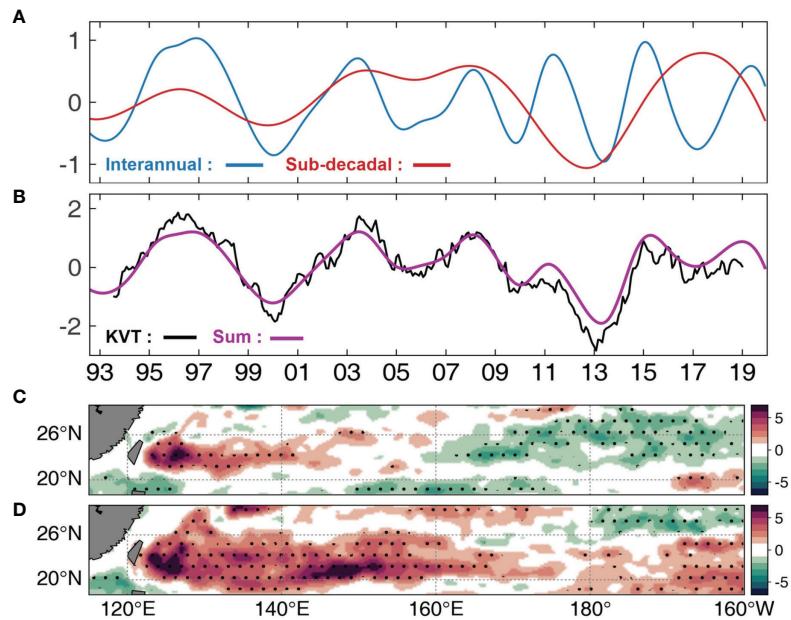 A
1
0
-1
Interannual : Sub-decadal :
B
2
0
-2
KVT : Sum :
93 95 97 99 01 03 05 07 09 11 13 15 17 19
C
26°N
20°N
5
0
-5
D
26°N
20°N
5
0
-5
120°E 140°E 160°E 180° 160°W